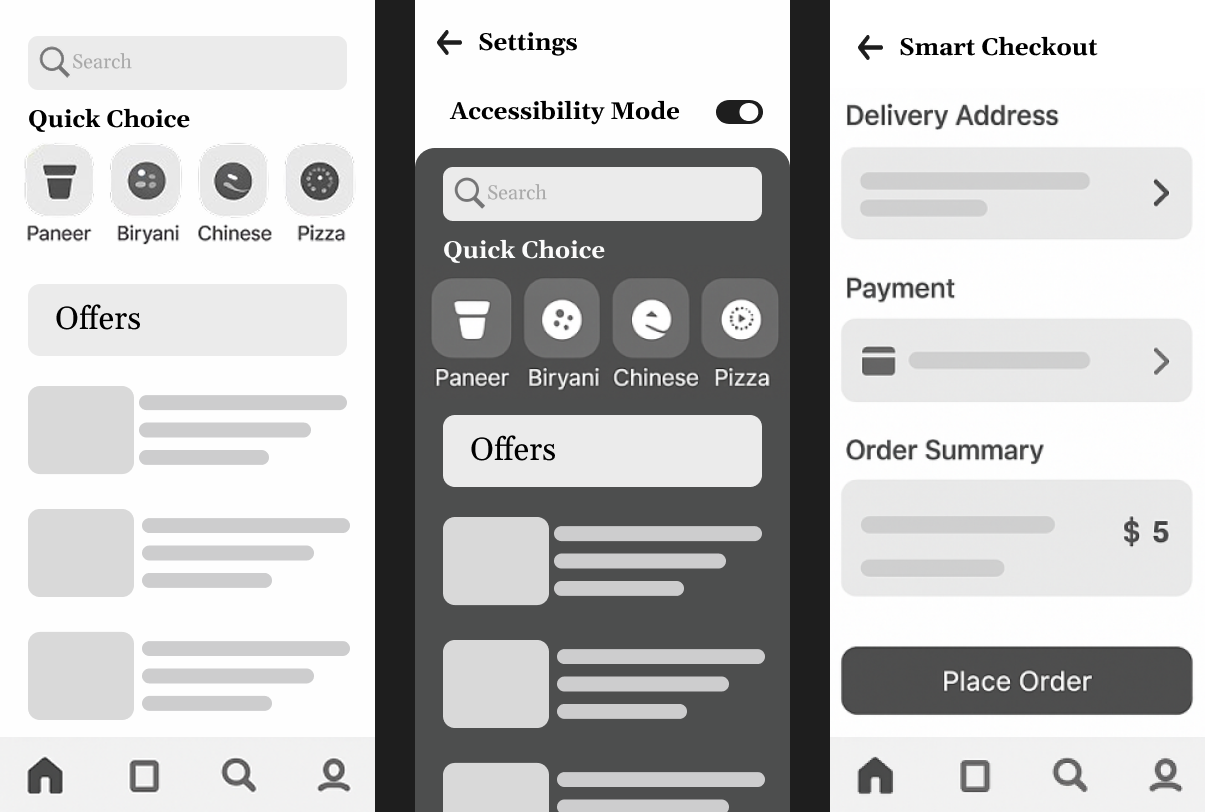 Search
Quick Choice
Paneer Biryani Chinese Pizza
Offers
Settings
Accessibility Mode
Search
Quick Choice
Paneer Biryani Chinese Pizza
Offers
Smart Checkout
Delivery Address
Payment
Order Summary
$ 5
Place Order